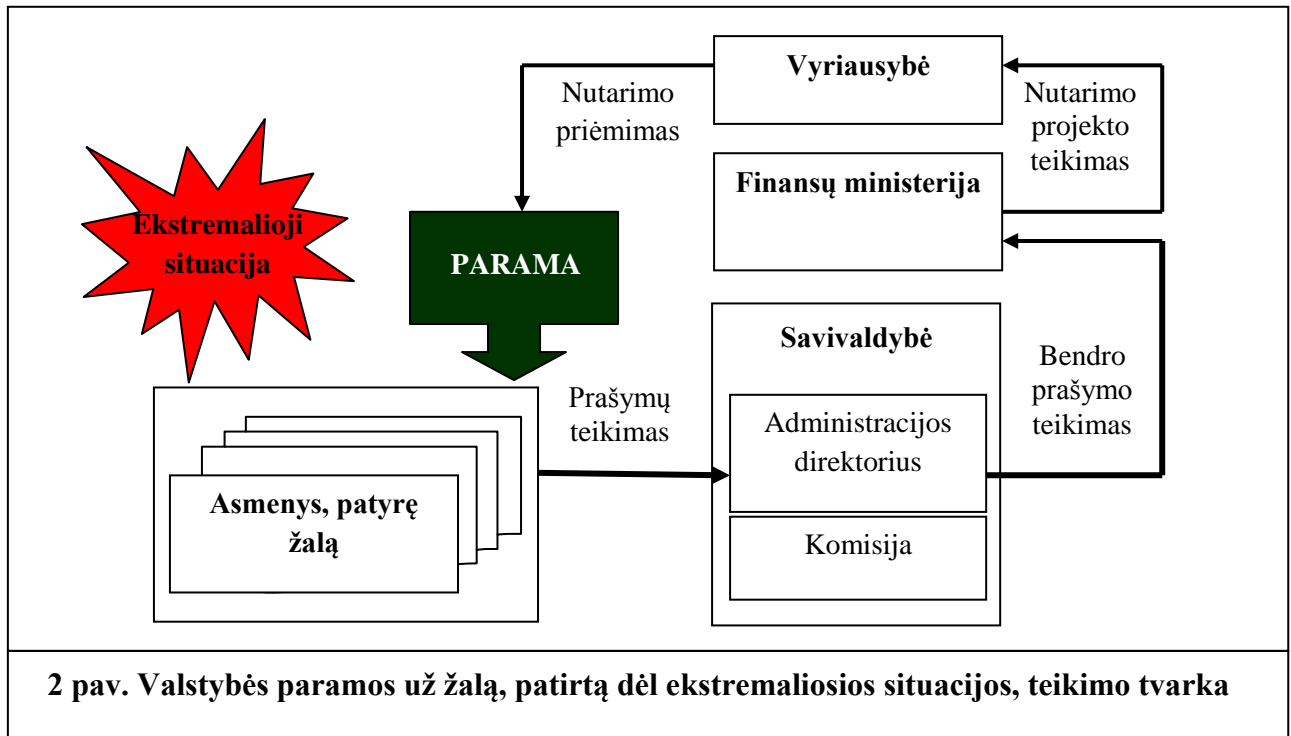 Vyriausybė
Nutarimo
priėmimas
Nutarimo
projekto
teikimas
Finansų ministerija
Ekstremalioji
situacija
PARAMA
Savivaldybė
Bendro
prašymo
teikimas
Prašymų
teikimas
Administracijos
direktorius
Asmenys, patyrę
žalą
Komisija
2 pav. Valstybės paramos už žalą, patirtą dėl ekstremaliosios situacijos, teikimo tvarka